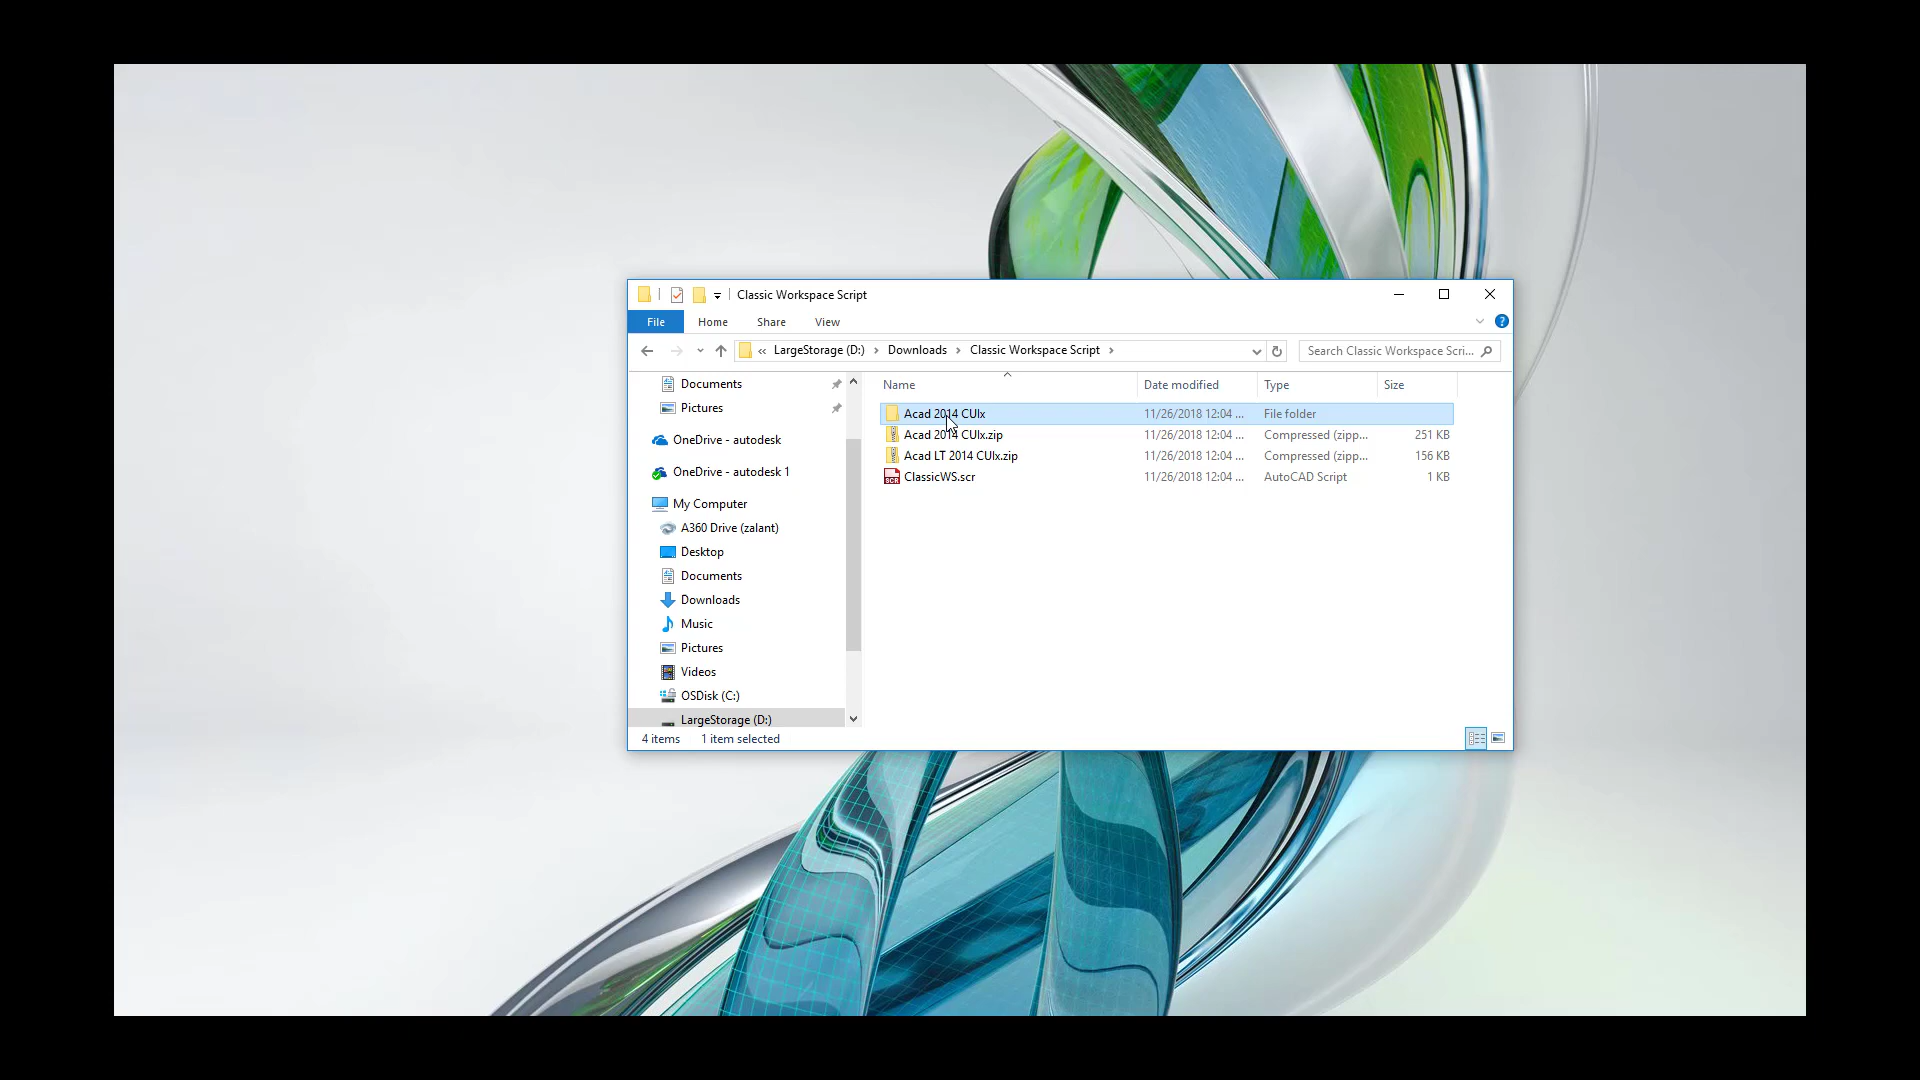 Classic Workspace Script
File Home Share View
« LargeStorage (D:) > Downloads > Classic Workspace Script >
Search Classic Workspace Scri...
Name Date modified Type Size
Documents
Pictures
OneDrive - autodesk
OneDrive - autodesk 1
My Computer
A360 Drive (zalant)
Desktop
Documents
Downloads
Music
Pictures
Videos
OSDisk (C:)
LargeStorage (D:)
Acad 2014 CUIx 11/26/2018 12:04 ... File folder
Acad 2014 CUIx.zip 11/26/2018 12:04 ... Compressed (zipp... 251 KB
Acad LT 2014 CUIx.zip 11/26/2018 12:04 ... Compressed (zipp... 156 KB
ClassicWS.scr 11/26/2018 12:04 ... AutoCAD Script 1 KB
4 items 1 item selected